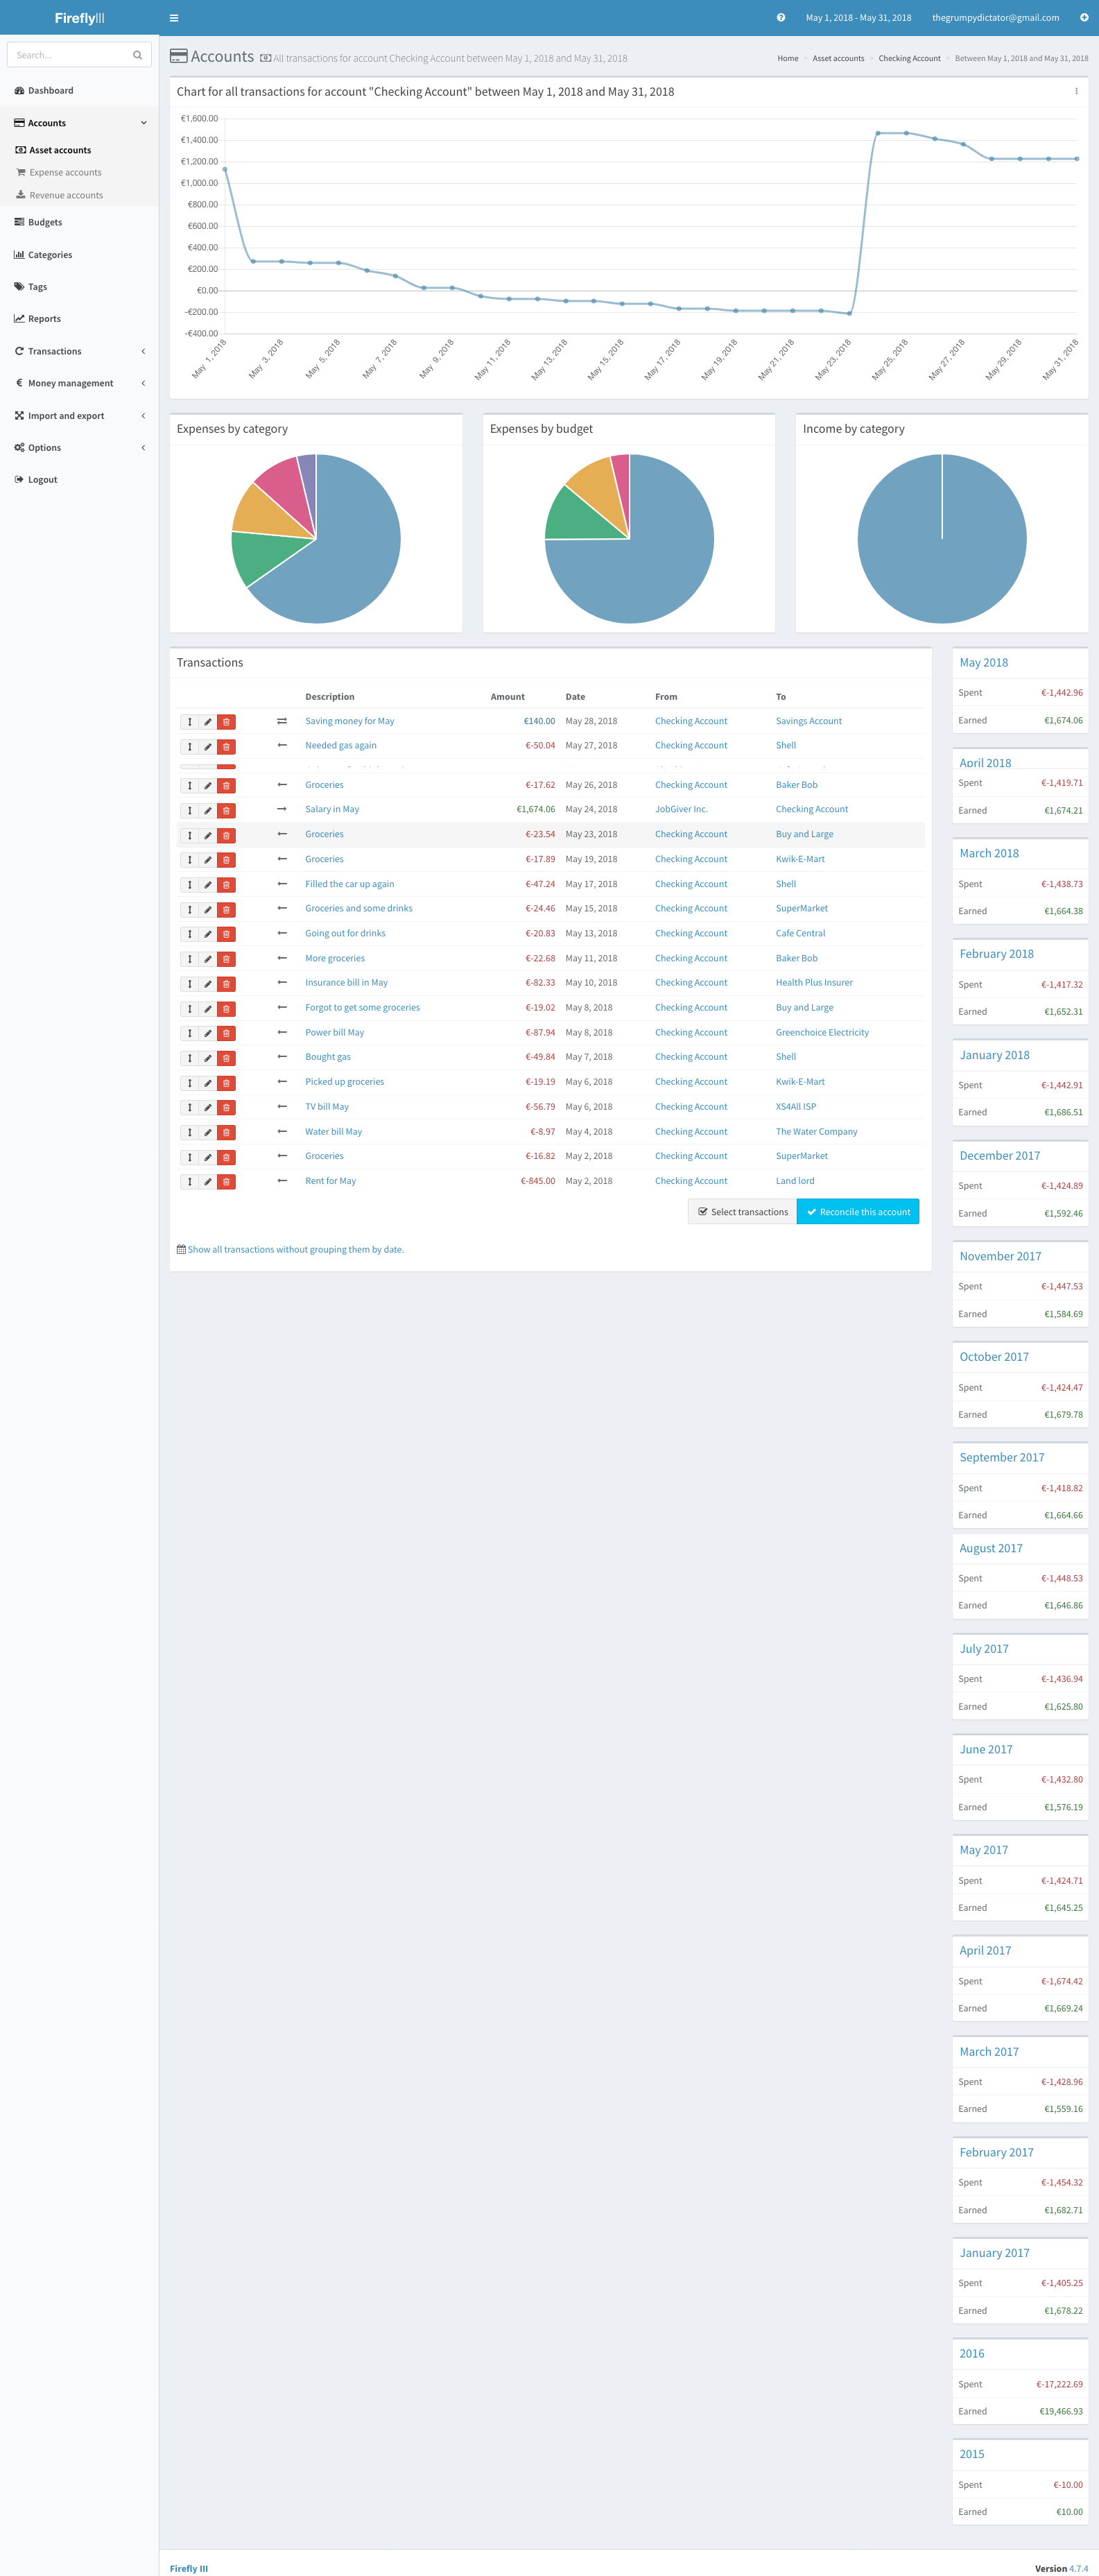 FireflyIII
May 1, 2018 - May 31, 2018 thegrumpydictator@gmail.com
Search...
Dashboard
Accounts
Asset accounts
Expense accounts
Revenue accounts
Budgets
Categories
Tags
Reports
Transactions
Money management
Import and export
Options
Logout
Accounts All transactions for account Checking Account between May 1, 2018 and May 31, 2018
Home Asset accounts Checking Account Between May 1, 2018 and May 31, 2018
Chart for all transactions for account "Checking Account" between May 1, 2018 and May 31, 2018
€1,600.00
€1,400.00
€1,200.00
€1,000.00
€800.00
€600.00
€400.00
€200.00
€0.00
-€200.00
-€400.00
May 1, 2018 May 3, 2018 May 5, 2018 May 7, 2018 May 9, 2018 May 11, 2018 May 13, 2018 May 15, 2018 May 17, 2018 May 19, 2018 May 21, 2018 May 23, 2018 May 25, 2018 May 27, 2018 May 29, 2018 May 31, 2018
Expenses by category
Expenses by budget
Income by category
Transactions
Description Amount Date From To
Saving money for May €140.00 May 28, 2018 Checking Account Savings Account
Needed gas again €-50.04 May 27, 2018 Checking Account Shell
Groceries €-17.62 May 26, 2018 Checking Account Baker Bob
Salary in May €1,674.06 May 24, 2018 JobGiver Inc. Checking Account
Groceries €-23.54 May 23, 2018 Checking Account Buy and Large
Groceries €-17.89 May 19, 2018 Checking Account Kwik-E-Mart
Filled the car up again €-47.24 May 17, 2018 Checking Account Shell
Groceries and some drinks €-24.46 May 15, 2018 Checking Account SuperMarket
Going out for drinks €-20.83 May 13, 2018 Checking Account Cafe Central
More groceries €-22.68 May 11, 2018 Checking Account Baker Bob
Insurance bill in May €-82.33 May 10, 2018 Checking Account Health Plus Insurer
Forgot to get some groceries €-19.02 May 8, 2018 Checking Account Buy and Large
Power bill May €-87.94 May 8, 2018 Checking Account Greenchoice Electricity
Bought gas €-49.84 May 7, 2018 Checking Account Shell
Picked up groceries €-19.19 May 6, 2018 Checking Account Kwik-E-Mart
TV bill May €-56.79 May 6, 2018 Checking Account XS4All ISP
Water bill May €-8.97 May 4, 2018 Checking Account The Water Company
Groceries €-16.82 May 2, 2018 Checking Account SuperMarket
Rent for May €-845.00 May 2, 2018 Checking Account Land lord
Select transactions Reconcile this account
Show all transactions without grouping them by date.
May 2018
Spent €-1,442.96
Earned €1,674.06
April 2018
Spent €-1,419.71
Earned €1,674.21
March 2018
Spent €-1,438.73
Earned €1,664.38
February 2018
Spent €-1,417.32
Earned €1,652.31
January 2018
Spent €-1,442.91
Earned €1,686.51
December 2017
Spent €-1,424.89
Earned €1,592.46
November 2017
Spent €-1,447.53
Earned €1,584.69
October 2017
Spent €-1,424.47
Earned €1,679.78
September 2017
Spent €-1,418.82
Earned €1,664.66
August 2017
Spent €-1,448.53
Earned €1,646.86
July 2017
Spent €-1,436.94
Earned €1,625.80
June 2017
Spent €-1,432.80
Earned €1,576.19
May 2017
Spent €-1,424.71
Earned €1,645.25
April 2017
Spent €-1,674.42
Earned €1,669.24
March 2017
Spent €-1,428.96
Earned €1,559.16
February 2017
Spent €-1,454.32
Earned €1,682.71
January 2017
Spent €-1,405.25
Earned €1,678.22
2016
Spent €-17,222.69
Earned €19,466.93
2015
Spent €-10.00
Earned €10.00
Firefly III
Version 4.7.4